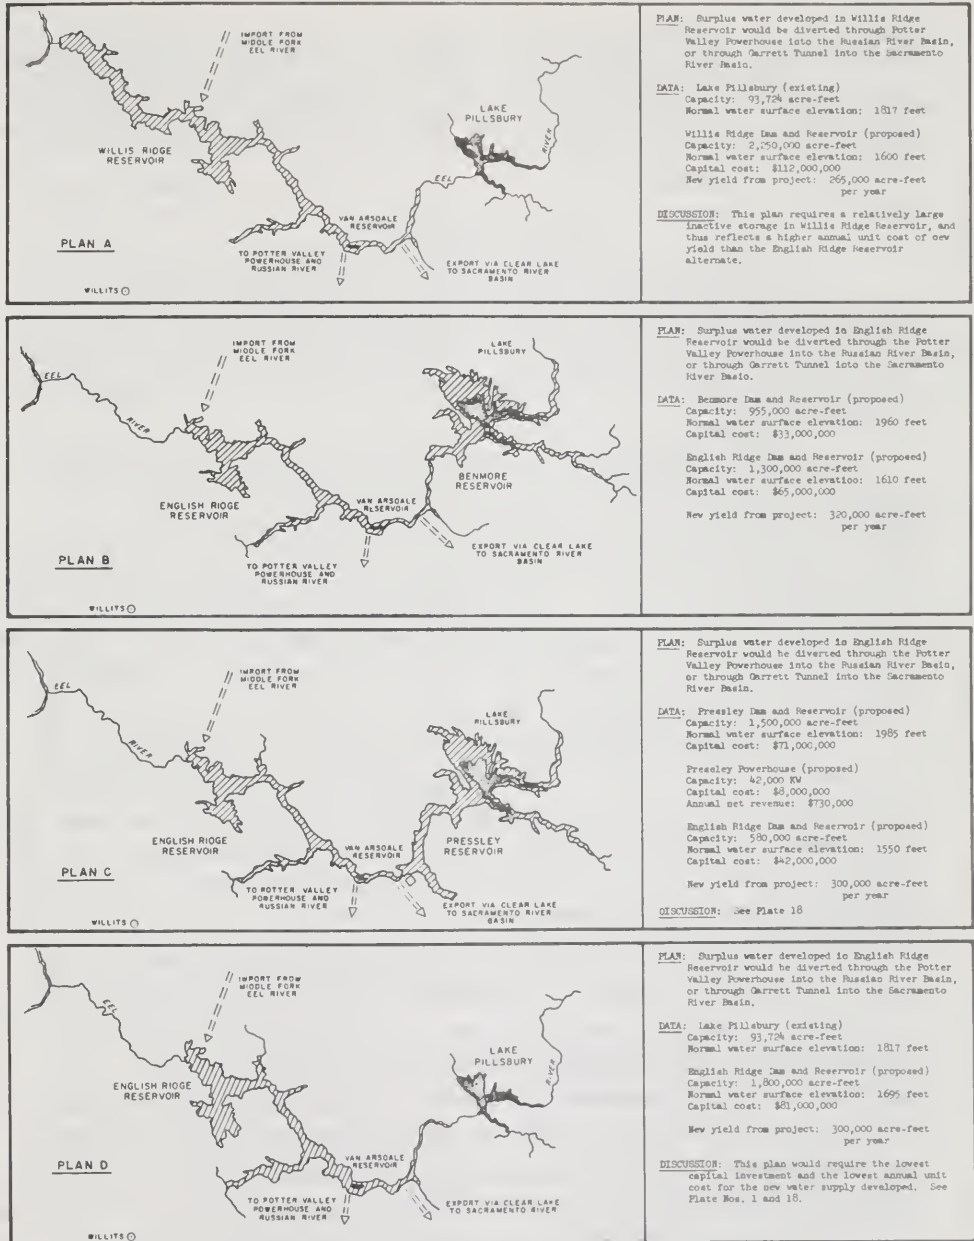 IMPORT FROM
MIDDLE FORK
EEL RIVER
LAKE
PILLSBURY
RIVER
WILLIS RIDGE
RESERVOIR
EEL
VAN ARSDALE
RESERVOIR
PLAN A
TO POTTER VALLEY
POWERHOUSE AND
RUSSIAN RIVER
EXPORT VIA CLEAR LAKE
TO SACRAMENTO RIVER
BASIN
WILLITS
PLAN: Surplus water developed in Willis Ridge
Reservoir would be diverted through Potter
Valley Powerhouse into the Russian River Basin,
or through Garrett Tunnel into the Sacramento
River Basin.
DATA: Lake Pillsbury (existing)
Capacity: 93,724 acre-feet
Normal water surface elevation: 1817 feet
Willis Ridge Dam and Reservoir (proposed)
Capacity: 2,250,000 acre-feet
Normal water surface elevation: 1600 feet
Capital cost: $112,000,000
New yield from project: 265,000 acre-feet
per year
DISCUSSION: This plan requires a relatively large
inactive storage in Willis Ridge Reservoir, and
thus reflects a higher annual unit cost of new
yield than the English Ridge Reservoir
alternate.
IMPORT FROM
MIDDLE FORK
EEL RIVER
LAKE
PILLSBURY
EEL
RIVER
BENMORE
RESERVOIR
ENGLISH RIDGE
RESERVOIR
VAN ARSDALE
RESERVOIR
EXPORT VIA CLEAR LAKE
TO SACRAMENTO RIVER
BASIN
PLAN B
TO POTTER VALLEY
POWERHOUSE AND
RUSSIAN RIVER
WILLITS
PLAN: Surplus water developed in English Ridge
Reservoir would be diverted through the Potter
Valley Powerhouse into the Russian River Basin,
or through Garrett Tunnel into the Sacramento
River Basin.
DATA: Benmore Dam and Reservoir (proposed)
Capacity: 955,000 acre-feet
Normal water surface elevation: 1960 feet
Capital cost: $33,000,000
English Ridge Dam and Reservoir (proposed)
Capacity: 1,300,000 acre-feet
Normal water surface elevation: 1610 feet
Capital cost: $65,000,000
New yield from project: 320,000 acre-feet
per year
IMPORT FROM
MIDDLE FORK
EEL RIVER
EEL
LAKE
PILLSBURY
RIVER
ENGLISH RIDGE
RESERVOIR
VAN ARSDALE
RESERVOIR
PRESSLEY
RESERVOIR
PLAN C
TO POTTER VALLEY
POWERHOUSE AND
RUSSIAN RIVER
EXPORT VIA CLEAR LAKE
TO SACRAMENTO RIVER
BASIN
WILLITS
PLAN: Surplus water developed in English Ridge
Reservoir would be diverted through the Potter
Valley Powerhouse into the Russian River Basin,
or through Garrett Tunnel into the Sacramento
River Basin.
DATA: Pressley Dam and Reservoir (proposed)
Capacity: 1,500,000 acre-feet
Normal water surface elevation: 1985 feet
Capital cost: $71,000,000
Pressley Powerhouse (proposed)
Capacity: 42,000 KW
Capital cost: $8,000,000
Annual net revenue: $730,000
English Ridge Dam and Reservoir (proposed)
Capacity: 580,000 acre-feet
Normal water surface elevation: 1550 feet
Capital cost: $42,000,000
New yield from project: 300,000 acre-feet
per year
DISCUSSION: See Plate 18
IMPORT FROM
MIDDLE FORK
EEL RIVER
EEL
RIVER
LAKE
PILLSBURY
RIVER
ENGLISH RIDGE
RESERVOIR
VAN ARSDALE
RESERVOIR
PLAN D
TO POTTER VALLEY
POWERHOUSE AND
RUSSIAN RIVER
EXPORT VIA CLEAR LAKE
TO SACRAMENTO RIVER
BASIN
WILLITS
PLAN: Surplus water developed in English Ridge
Reservoir would be diverted through the Potter
Valley Powerhouse into the Russian River Basin,
or through Garrett Tunnel into the Sacramento
River Basin.
DATA: Lake Pillsbury (existing)
Capacity: 93,724 acre-feet
Normal water surface elevation: 1817 feet
English Ridge Dam and Reservoir (proposed)
Capacity: 1,800,000 acre-feet
Normal water surface elevation: 1695 feet
Capital cost: $81,000,000
New yield from project: 300,000 acre-feet
per year
DISCUSSION: This plan would require the lowest
capital investment and the lowest annual unit
cost for the new water supply developed. See
Plate Nos. 1 and 18.